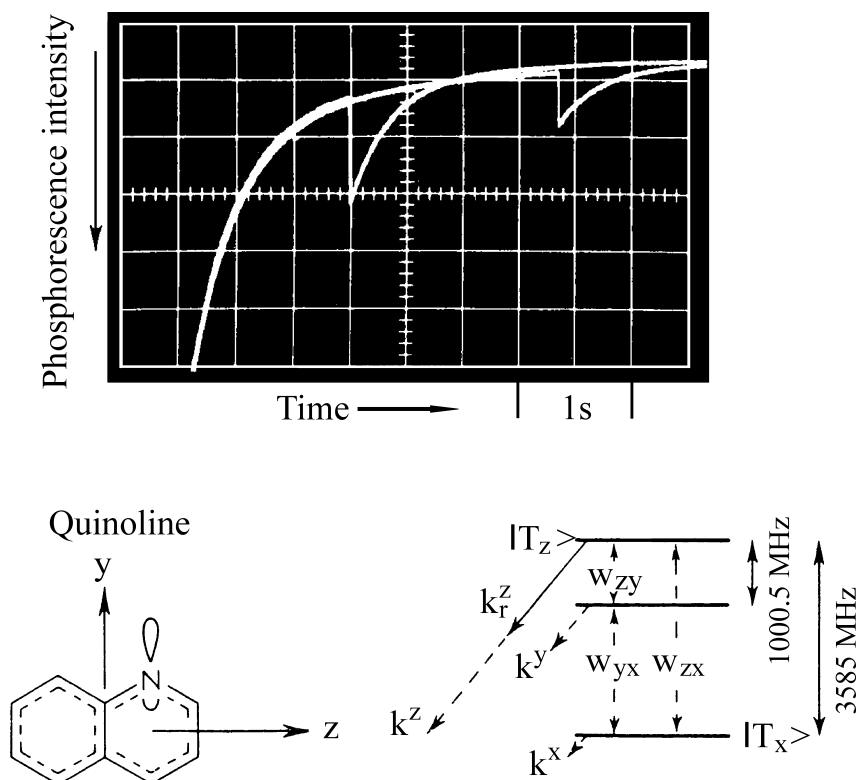 Phosphorescence intensity
Time
1s
Quinoline
y
N
z
|T_z>
w_zy
k_r^z
k^y
w_yx
w_zx
k^z
k^x
|T_x>
1000.5 MHz
3585 MHz